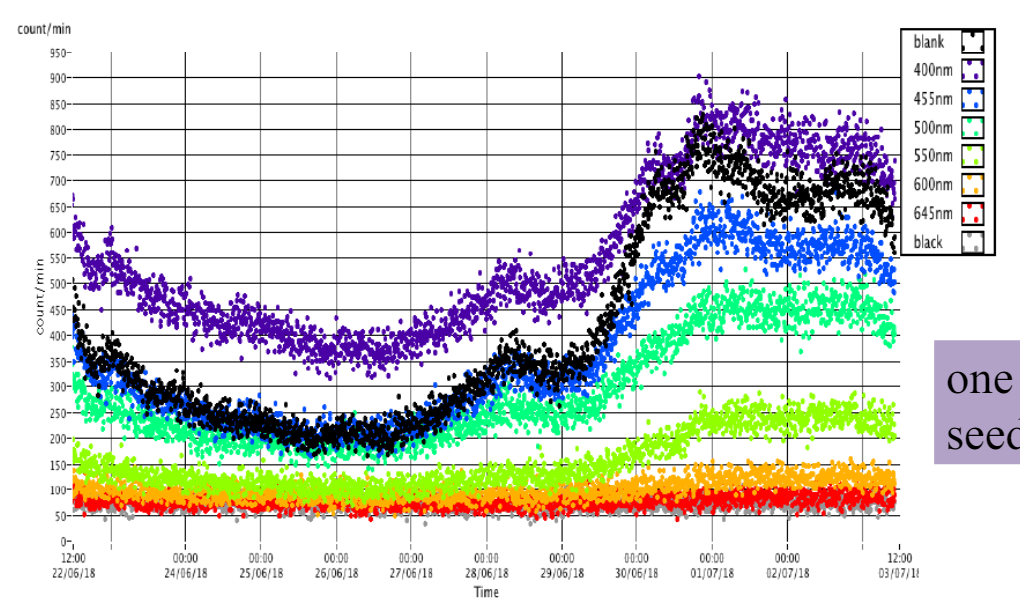 count/min
950
900
850
800
750
700
650
600
550
500
450
400
350
300
250
200
150
100
50
0
count/min
12:00 00:00 00:00 00:00 00:00 00:00 00:00 00:00 00:00 00:00 12:00
22/06/18 24/06/18 25/06/18 26/06/18 27/06/18 28/06/18 29/06/18 30/06/18 01/07/18 02/07/18 03/07/18
Time
blank
400nm
455nm
500nm
550nm
600nm
645nm
black
one
seed